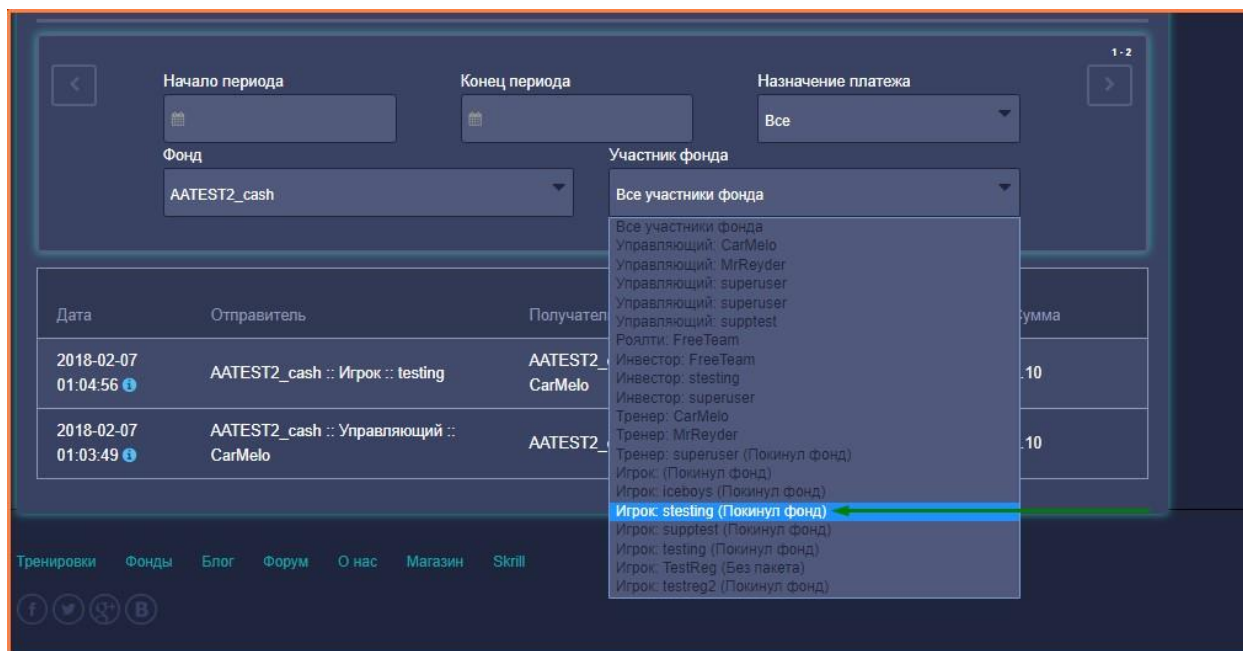 1 - 2
Начало периода
Конец периода
Назначение платежа
Все
Фонд
Участник фонда
AATEST2_cash
Все участники фонда
Все участники фонда
Управляющий: CarMelo
Управляющий: MrReyder
Управляющий: superuser
Управляющий: superuser
Управляющий: supptest
Роялти: FreeTeam
Инвестор: FreeTeam
Инвестор: stesting
Инвестор: superuser
Тренер: CarMelo
Тренер: MrReyder
Тренер: superuser (Покинул фонд)
Игрок: (Покинул фонд)
Игрок: iceboys (Покинул фонд)
Игрок: stesting (Покинул фонд)
Игрок: supptest (Покинул фонд)
Игрок: testing (Покинул фонд)
Игрок: TestReg (Без пакета)
Игрок: testreg2 (Покинул фонд)
Дата Отправитель Получател умма
2018-02-07
01:04:56
AATEST2_cash :: Игрок :: testing
AATEST2_
CarMelo
.10
2018-02-07
01:03:49
AATEST2_cash :: Управляющий ::
CarMelo
AATEST2_
.10
Тренировки Фонды Блог Форум О нас Магазин Skrill
f g+ B